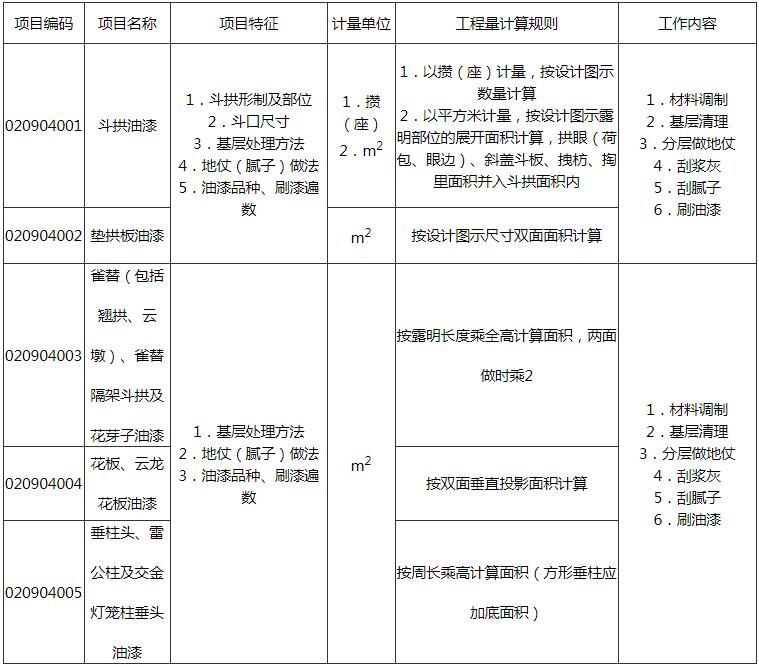 项目编码 项目名称 项目特征 计量单位 工程量计算规则 工作内容
020904001
斗拱油漆
1．斗拱形制及部位
2．斗口尺寸
3．基层处理方法
4．地仗（腻子）做法
5．油漆品种、刷漆遍
数
1．攒
（座）
2．m2
1．以攒（座）计量，按设计图示
数量计算
2．以平方米计量，按设计图示露
明部位的展开面积计算，拱眼（荷
包、眼边）、斜盖斗板、拽枋、掏
里面积并入斗拱面积内
1．材料调制
2．基层清理
3．分层做地仗
4．刮浆灰
5．刮腻子
6．刷油漆
020904002
垫拱板油漆
m2
按设计图示尺寸双面面积计算
020904003
雀替（包括
翘拱、云
墩）、雀替
隔架斗拱及
花芽子油漆
1．基层处理方法
2．地仗（腻子）做法
3．油漆品种、刷漆遍
数
m2
按露明长度乘全高计算面积，两面
做时乘2
1．材料调制
2．基层清理
3．分层做地仗
4．刮浆灰
5．刮腻子
6．刷油漆
020904004
花板、云龙
花板油漆
按双面垂直投影面积计算
020904005
垂柱头、雷
公柱及交金
灯笼柱垂头
油漆
按周长乘高计算面积（方形垂柱应
加底面积）